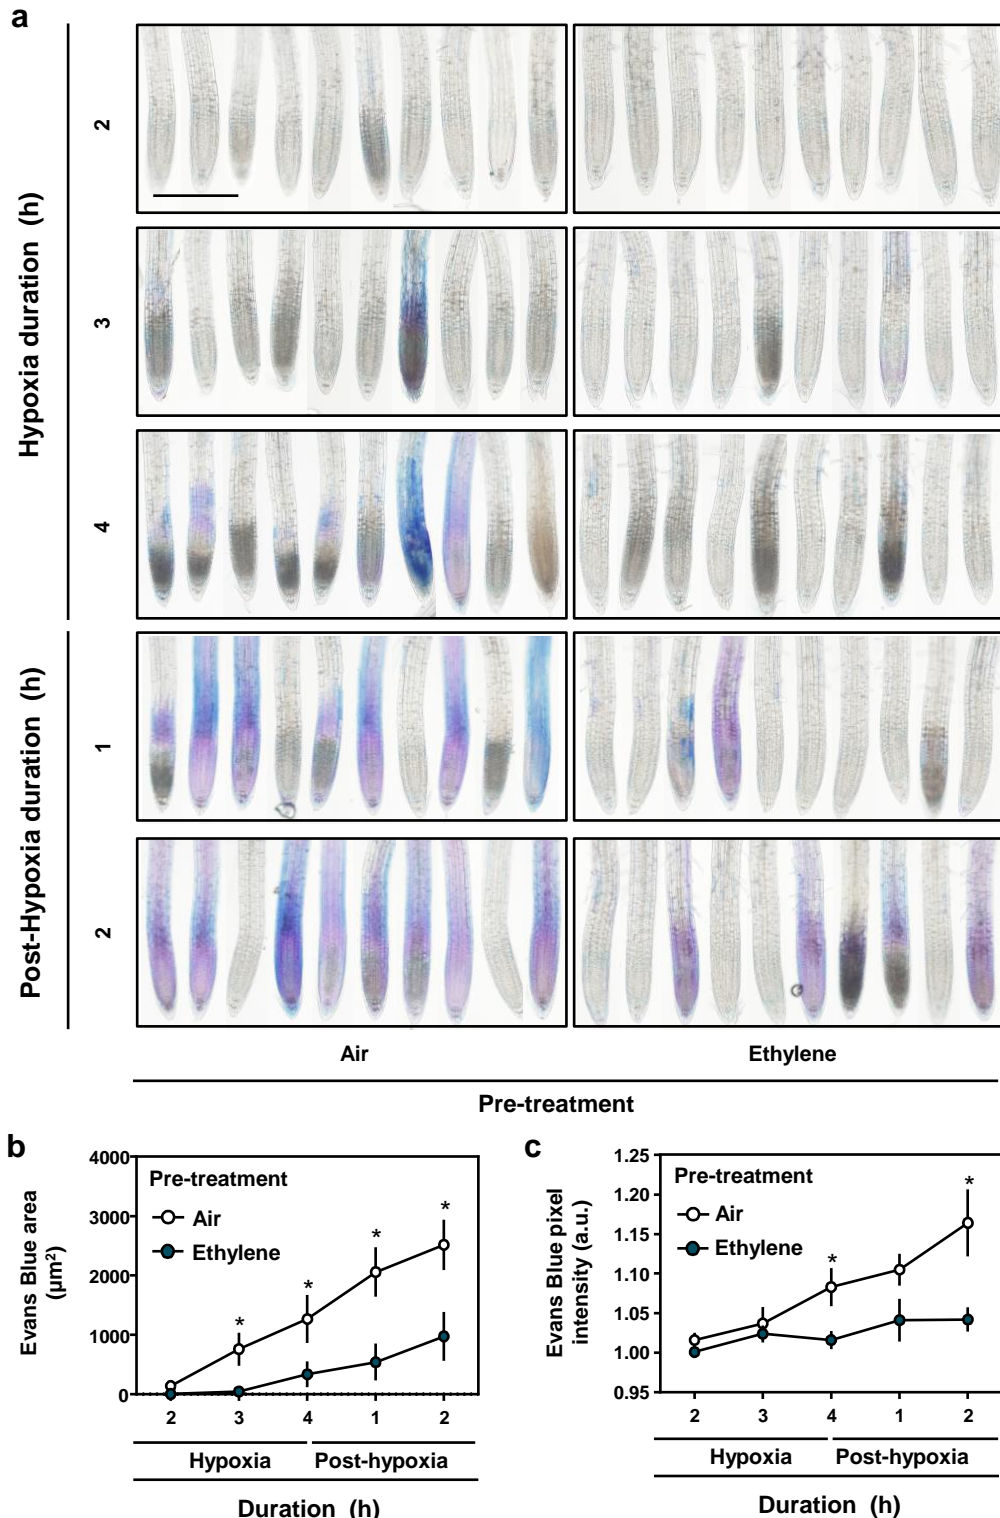 a
Hypoxia duration (h)
2
3
4
Post-Hypoxia duration (h)
1
2
Air
Ethylene
Pre-treatment
b
Evans Blue area
(µm²)
4000
3000
2000
1000
0
Pre-treatment
Air
Ethylene
*
*
*
*
2 3 4 1 2
Hypoxia Post-hypoxia
Duration (h)
c
Evans Blue pixel
intensity (a.u.)
1.25
1.20
1.15
1.10
1.05
1.00
0.95
Pre-treatment
Air
Ethylene
*
*
2 3 4 1 2
Hypoxia Post-hypoxia
Duration (h)